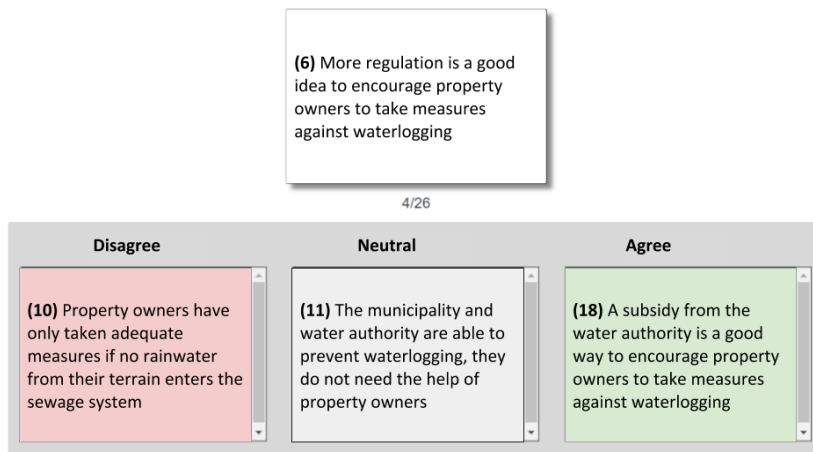 (6) More regulation is a good
idea to encourage property
owners to take measures
against waterlogging
4/26
Disagree
Neutral
Agree
(10) Property owners have
only taken adequate
measures if no rainwater
from their terrain enters the
sewage system
(11) The municipality and
water authority are able to
prevent waterlogging, they
do not need the help of
property owners
(18) A subsidy from the
water authority is a good
way to encourage property
owners to take measures
against waterlogging